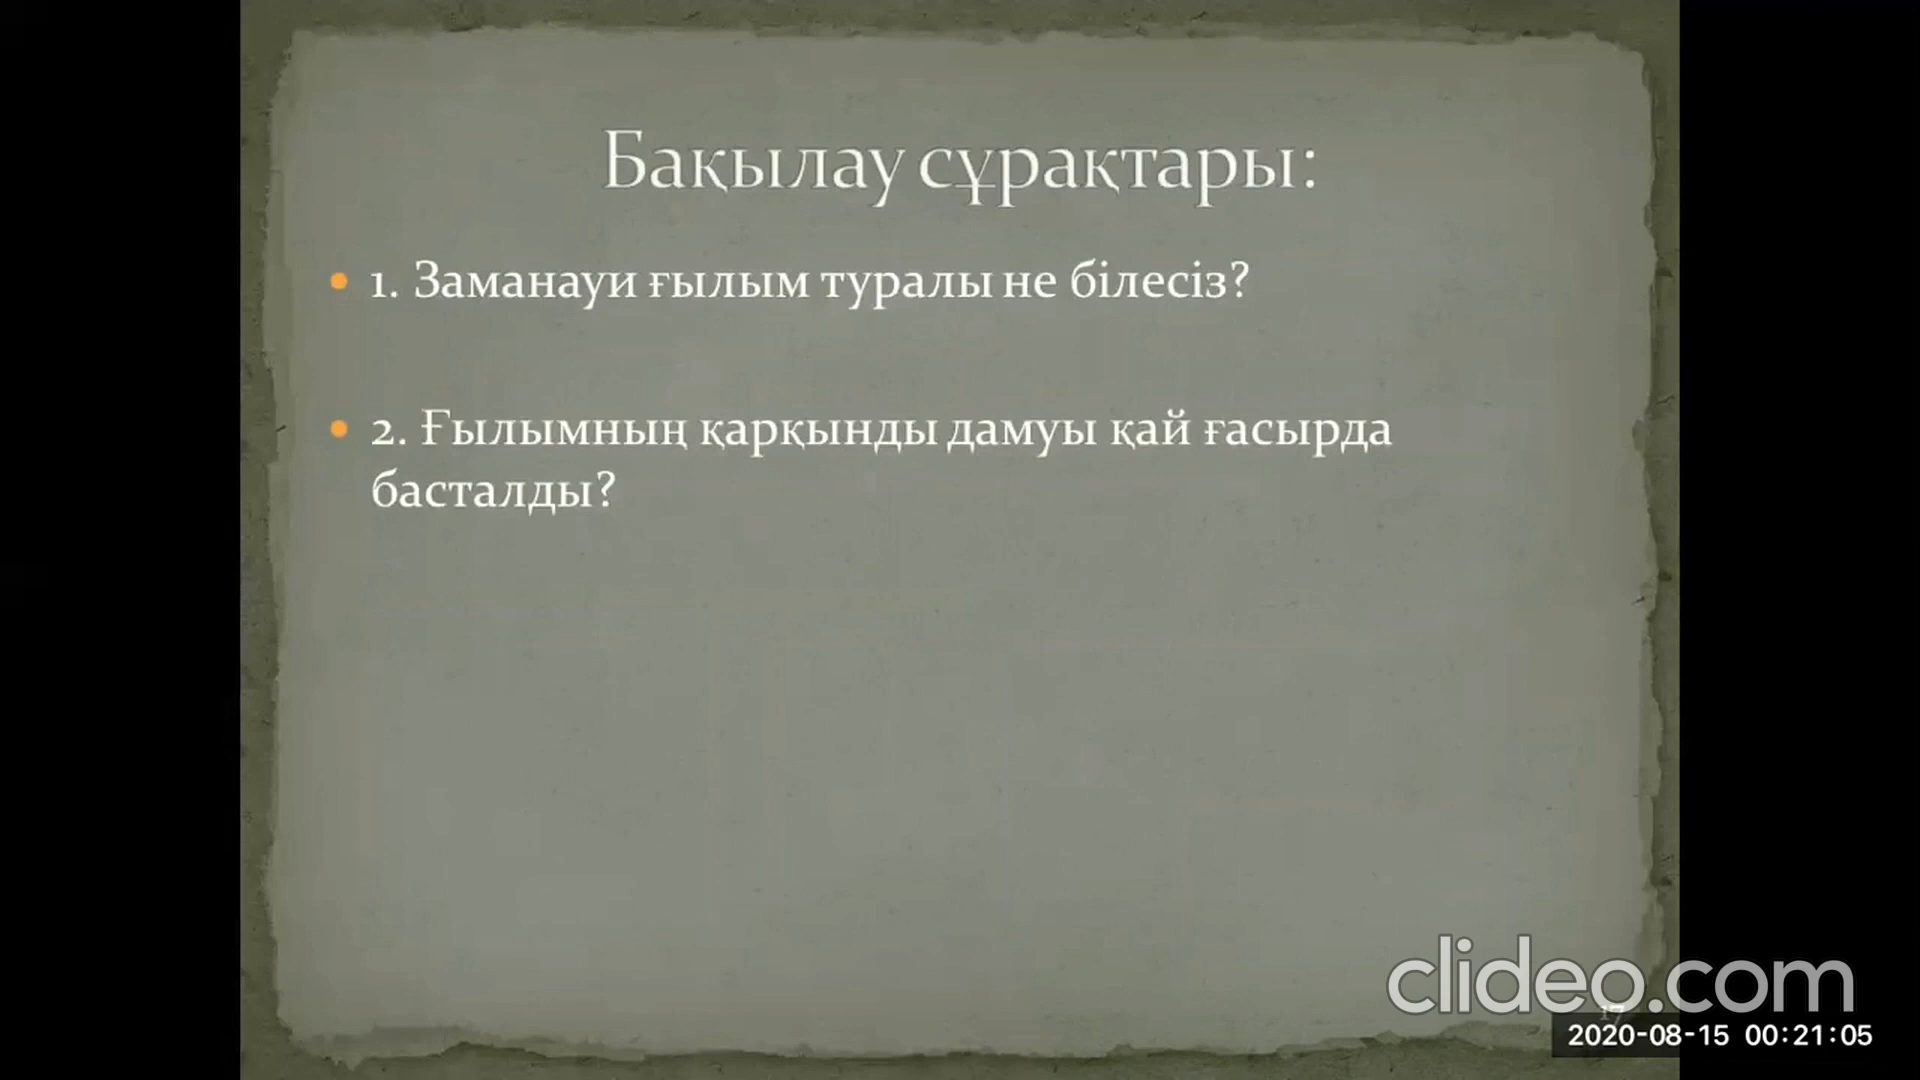 Бақылау сұрақтары:
1. Заманауи ғылым туралы не білесіз?
2. Ғылымның қарқынды дамуы қай ғасырда
басталды?
clideo.com
17
2020-08-15 00:21:05